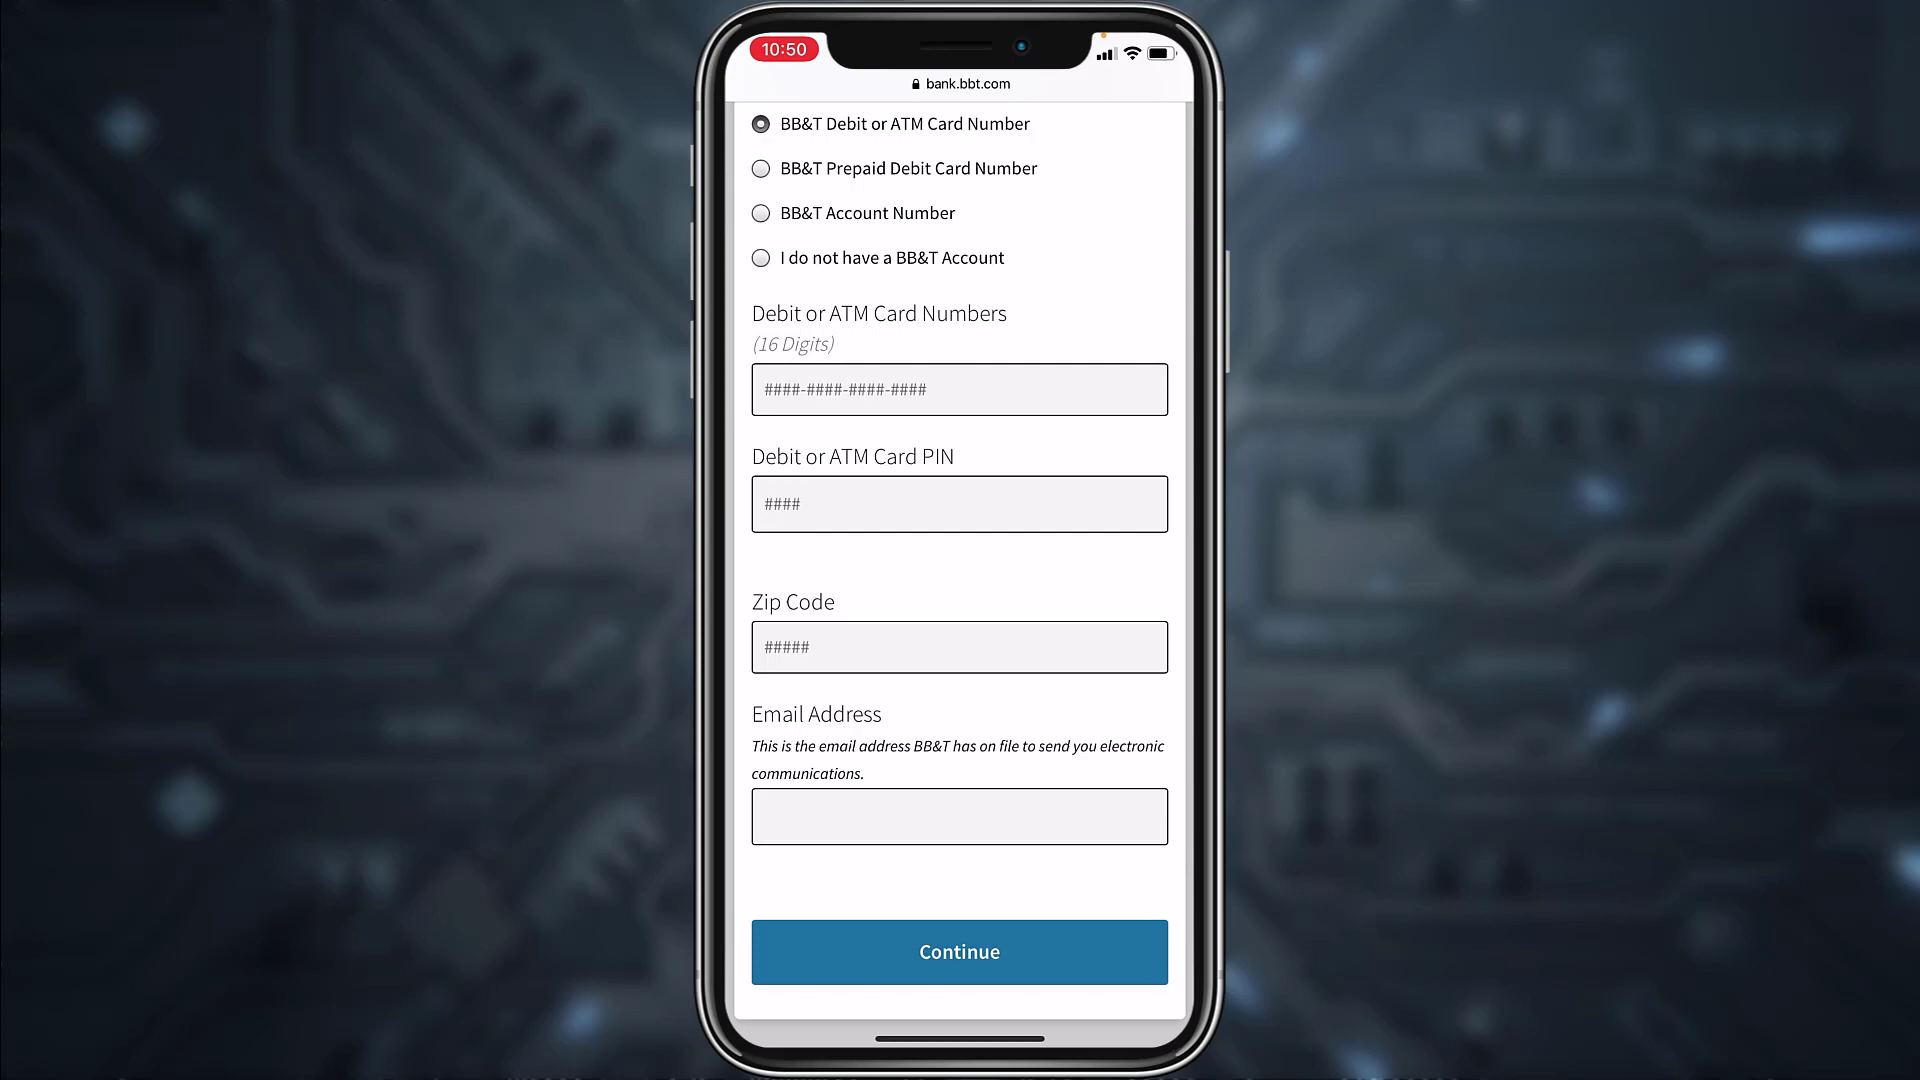 10:50
bank.bbt.com
BB&T Debit or ATM Card Number
BB&T Prepaid Debit Card Number
BB&T Account Number
I do not have a BB&T Account
Debit or ATM Card Numbers
(16 Digits)
####-####-####-####
Debit or ATM Card PIN
####
Zip Code
#####
Email Address
This is the email address BB&T has on file to send you electronic
communications.
Continue